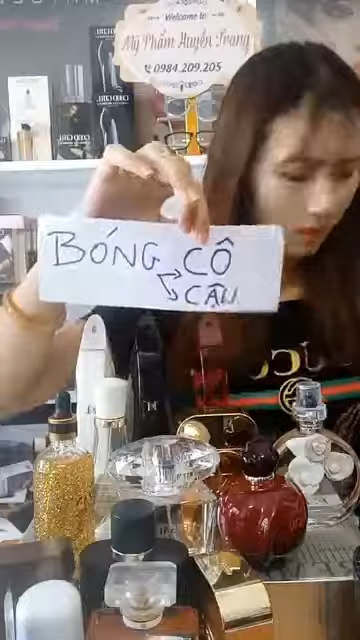 Welcome to
Mỹ Phẩm Huyền Trang
0984.209.205
BÓNG CÔ
CẬU